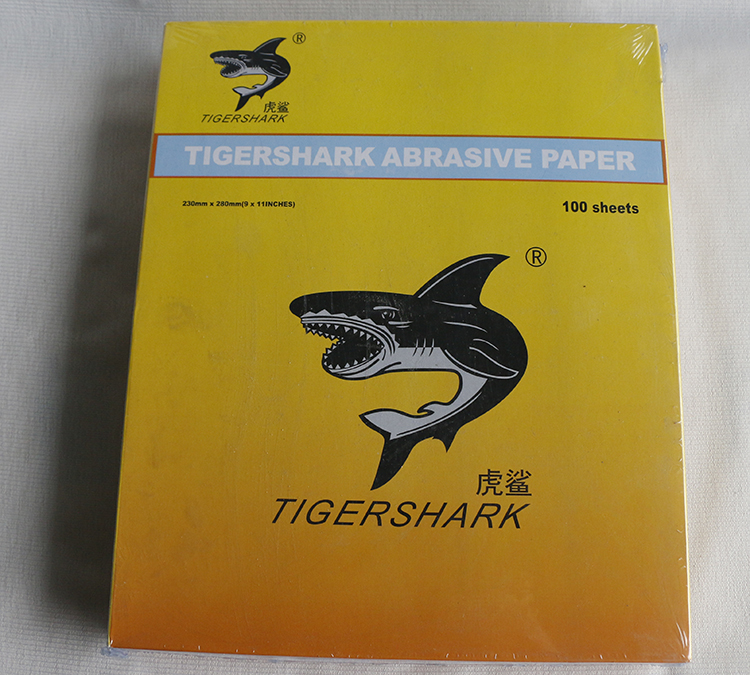 ®
虎鲨
TIGERSHARK
TIGERSHARK ABRASIVE PAPER
230mm x 280mm(9 x 11INCHES)
100 sheets
®
虎鲨
TIGERSHARK